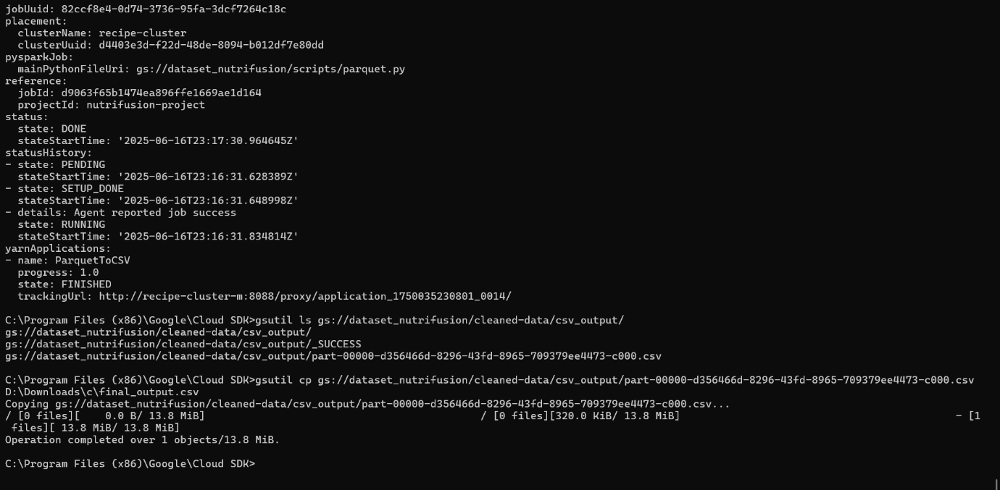 jobUuid: 82ccf8e4-0d74-3736-95fa-3dcf7264c18c
placement:
  clusterName: recipe-cluster
  clusterUuid: d4403e3d-f22d-48de-8094-b012df7e80dd
pysparkJob:
  mainPythonFileUri: gs://dataset_nutrifusion/scripts/parquet.py
reference:
  jobId: d9063f65b1474ea896ffe1669ae1d164
  projectId: nutrifusion-project
status:
  state: DONE
  stateStartTime: '2025-06-16T23:17:30.964645Z'
statusHistory:
- state: PENDING
  stateStartTime: '2025-06-16T23:16:31.628389Z'
- state: SETUP_DONE
  stateStartTime: '2025-06-16T23:16:31.648998Z'
- details: Agent reported job success
  state: RUNNING
  stateStartTime: '2025-06-16T23:16:31.834814Z'
yarnApplications:
- name: ParquetToCSV
  progress: 1.0
  state: FINISHED
  trackingUrl: http://recipe-cluster-m:8088/proxy/application_1750035230801_0014/

C:\Program Files (x86)\Google\Cloud SDK>gsutil ls gs://dataset_nutrifusion/cleaned-data/csv_output/
gs://dataset_nutrifusion/cleaned-data/csv_output/
gs://dataset_nutrifusion/cleaned-data/csv_output/_SUCCESS
gs://dataset_nutrifusion/cleaned-data/csv_output/part-00000-d356466d-8296-43fd-8965-709379ee4473-c000.csv

C:\Program Files (x86)\Google\Cloud SDK>gsutil cp gs://dataset_nutrifusion/cleaned-data/csv_output/part-00000-d356466d-8296-43fd-8965-709379ee4473-c000.csv
D:\Downloads\c\final_output.csv
Copying gs://dataset_nutrifusion/cleaned-data/csv_output/part-00000-d356466d-8296-43fd-8965-709379ee4473-c000.csv...
/ [0 files][    0.0 B/ 13.8 MiB]                                            / [0 files][320.0 KiB/ 13.8 MiB]                                            - [1
 files][ 13.8 MiB/ 13.8 MiB]
Operation completed over 1 objects/13.8 MiB.

C:\Program Files (x86)\Google\Cloud SDK>